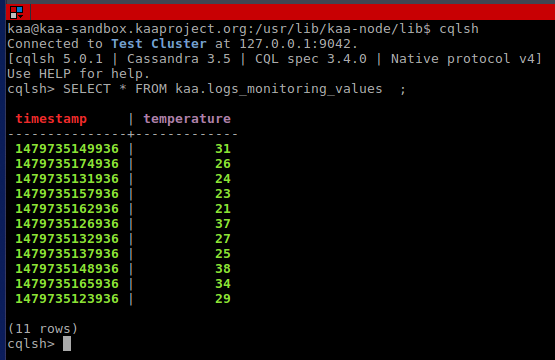 kaa@kaa-sandbox.kaaproject.org:/usr/lib/kaa-node/lib$ cqlsh
Connected to Test Cluster at 127.0.0.1:9042.
[cqlsh 5.0.1 | Cassandra 3.5 | CQL spec 3.4.0 | Native protocol v4]
Use HELP for help.
cqlsh> SELECT * FROM kaa.logs_monitoring_values  ;
 timestamp     | temperature
---------------+-------------
 1479735149936 |          31
 1479735174936 |          26
 1479735131936 |          24
 1479735157936 |          23
 1479735162936 |          21
 1479735126936 |          37
 1479735132936 |          27
 1479735137936 |          25
 1479735148936 |          38
 1479735165936 |          34
 1479735123936 |          29
(11 rows)
cqlsh>